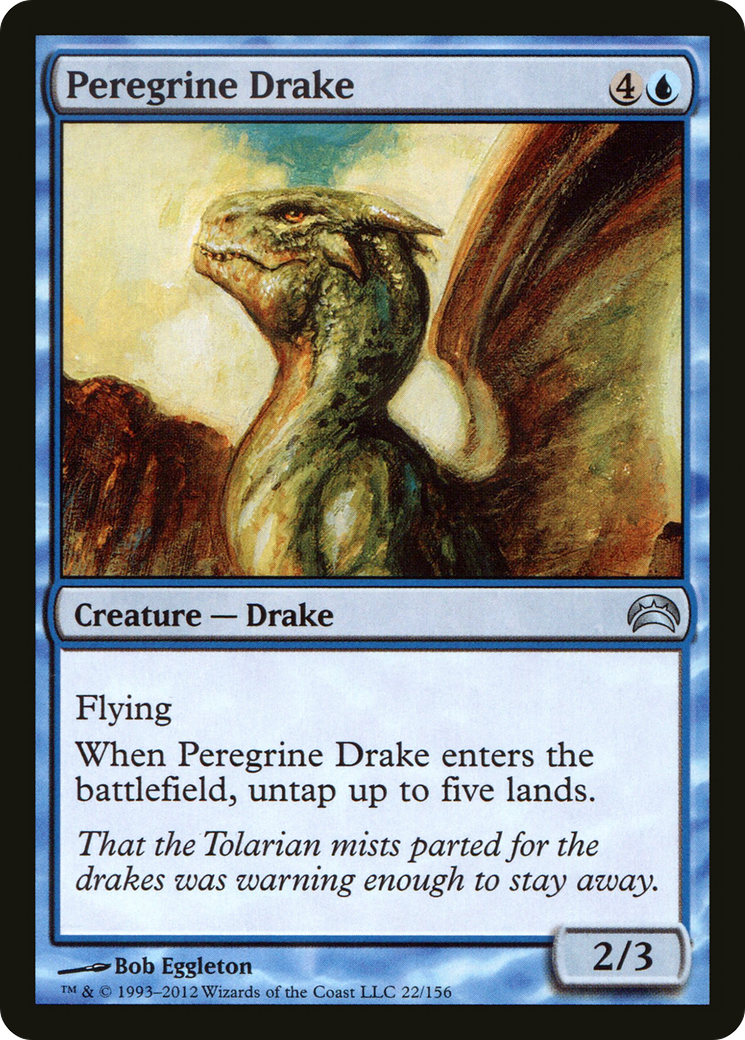 Peregrine Drake 4
Creature — Drake
Flying
When Peregrine Drake enters the
battlefield, untap up to five lands.
That the Tolarian mists parted for the
drakes was warning enough to stay away.
2/3
Bob Eggleton
™ & © 1993–2012 Wizards of the Coast LLC 22/156